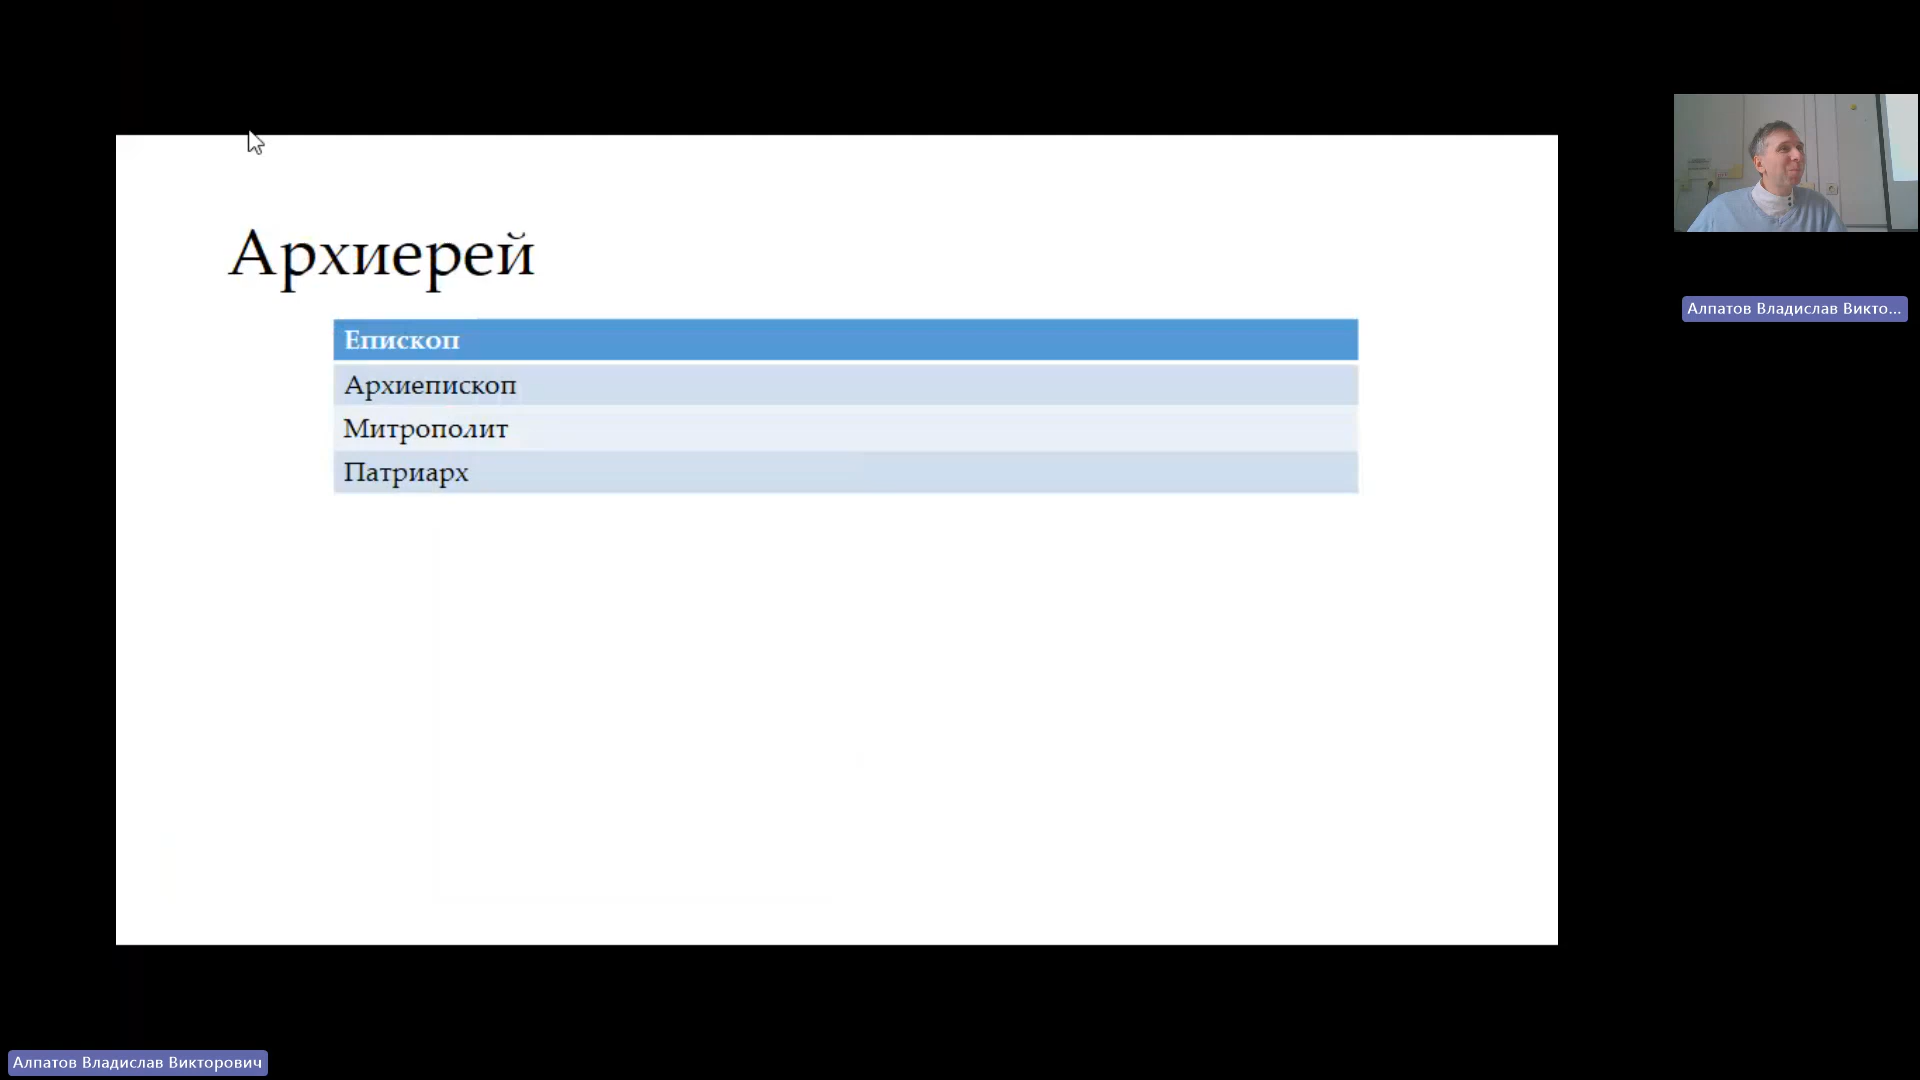 Архиерей
Епископ
Архиепископ
Митрополит
Патриарх
Алпатов Владислав Викто...
Алпатов Владислав Викторович